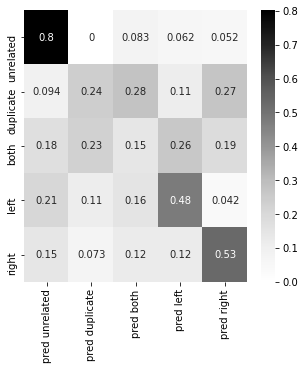 unrelated 0.8 0 0.083 0.062 0.052
duplicate 0.094 0.24 0.28 0.11 0.27
both 0.18 0.23 0.15 0.26 0.19
left 0.21 0.11 0.16 0.48 0.042
right 0.15 0.073 0.12 0.12 0.53
pred unrelated
pred duplicate
pred both
pred left
pred right
0.8
0.7
0.6
0.5
0.4
0.3
0.2
0.1
0.0